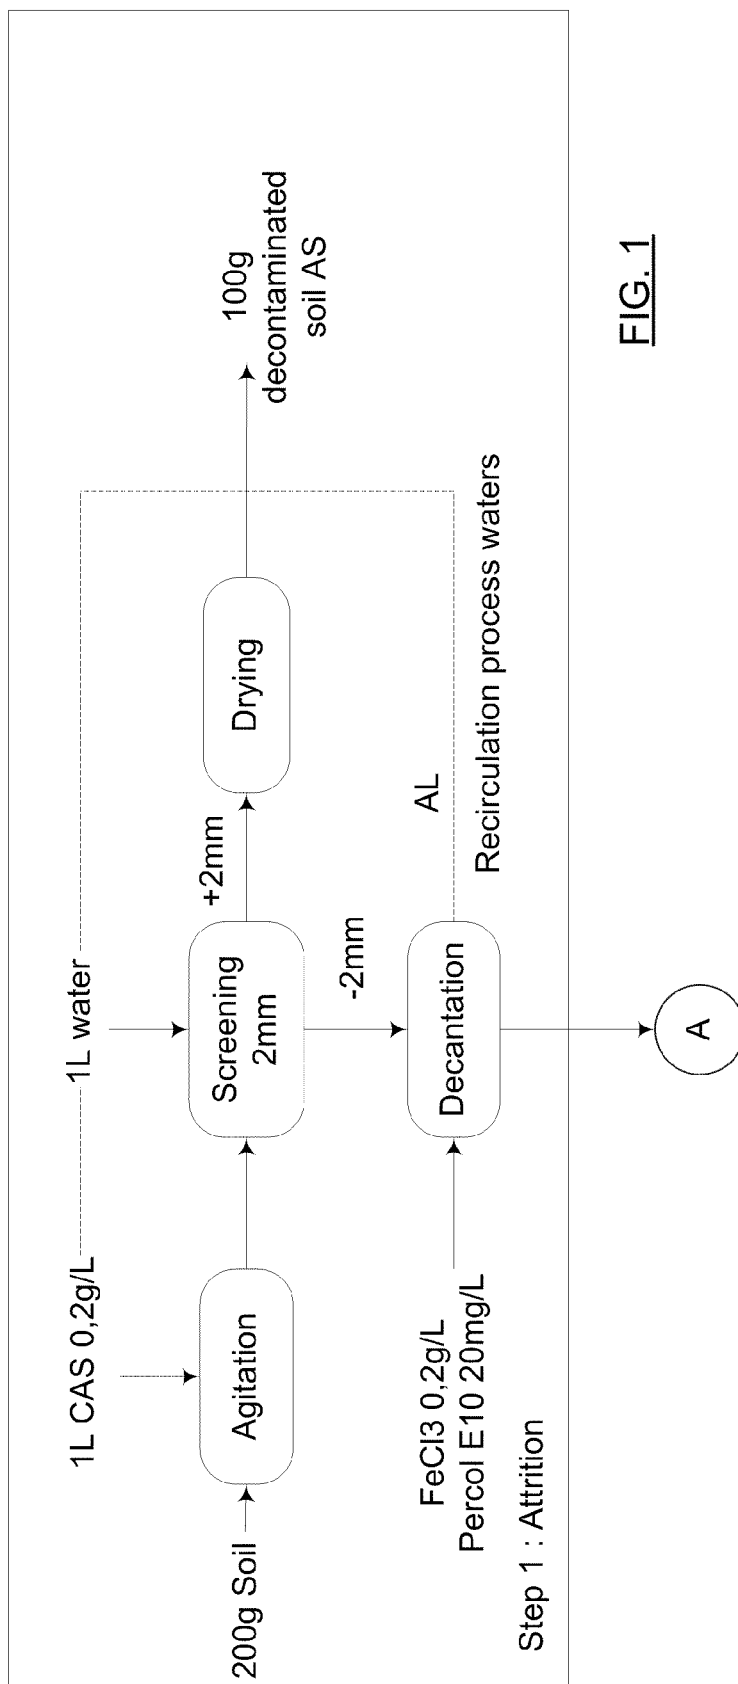 1L CAS 0,2g/L
1L water
200g Soil
Agitation
Screening
2mm
+2mm
Drying
100g
decontaminated
soil AS
-2mm
FeCl3 0,2g/L
Percol E10 20mg/L
Decantation
AL
Recirculation process waters
Step 1 : Attrition
A
FIG. 1